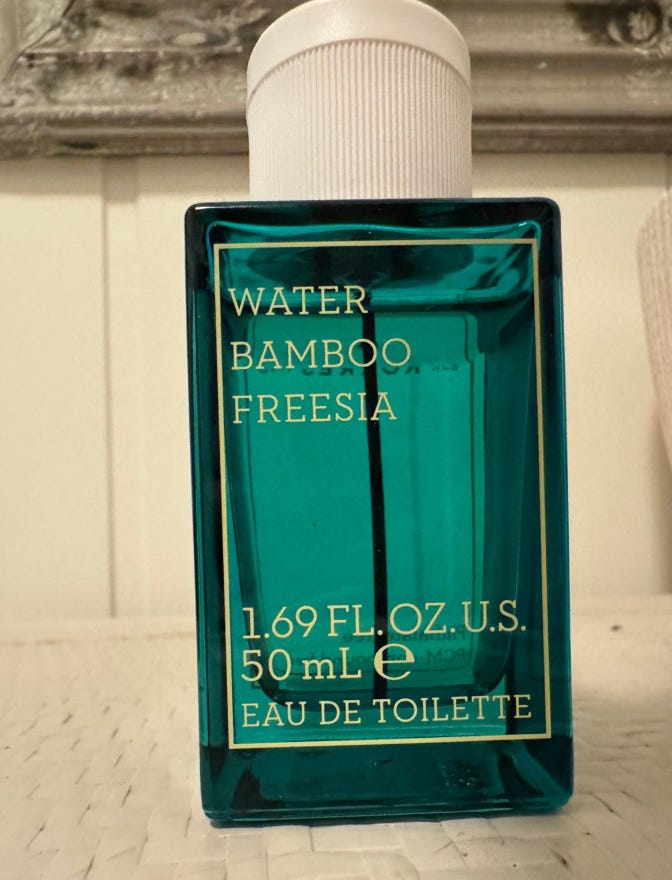 WATER
BAMBOO
FREESIA
1.69 FL. OZ. U.S.
50 mL ℮
EAU DE TOILETTE